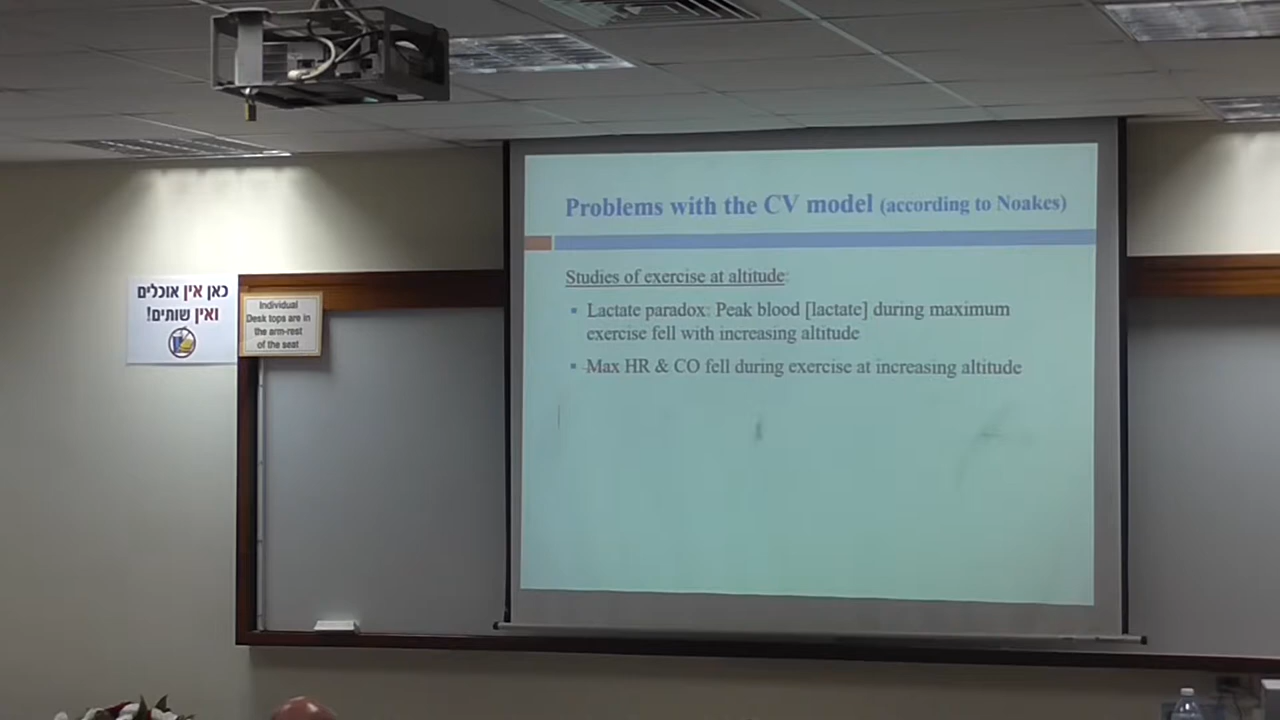 Problems with the CV model (according to Noakes)
Studies of exercise at altitude:
Lactate paradox: Peak blood [lactate] during maximum
exercise fell with increasing altitude
Max HR & CO fell during exercise at increasing altitude
כאן אין אוכלים
ואין שותים!
Individual
Desk tops are in
the arm-rest
of the seat